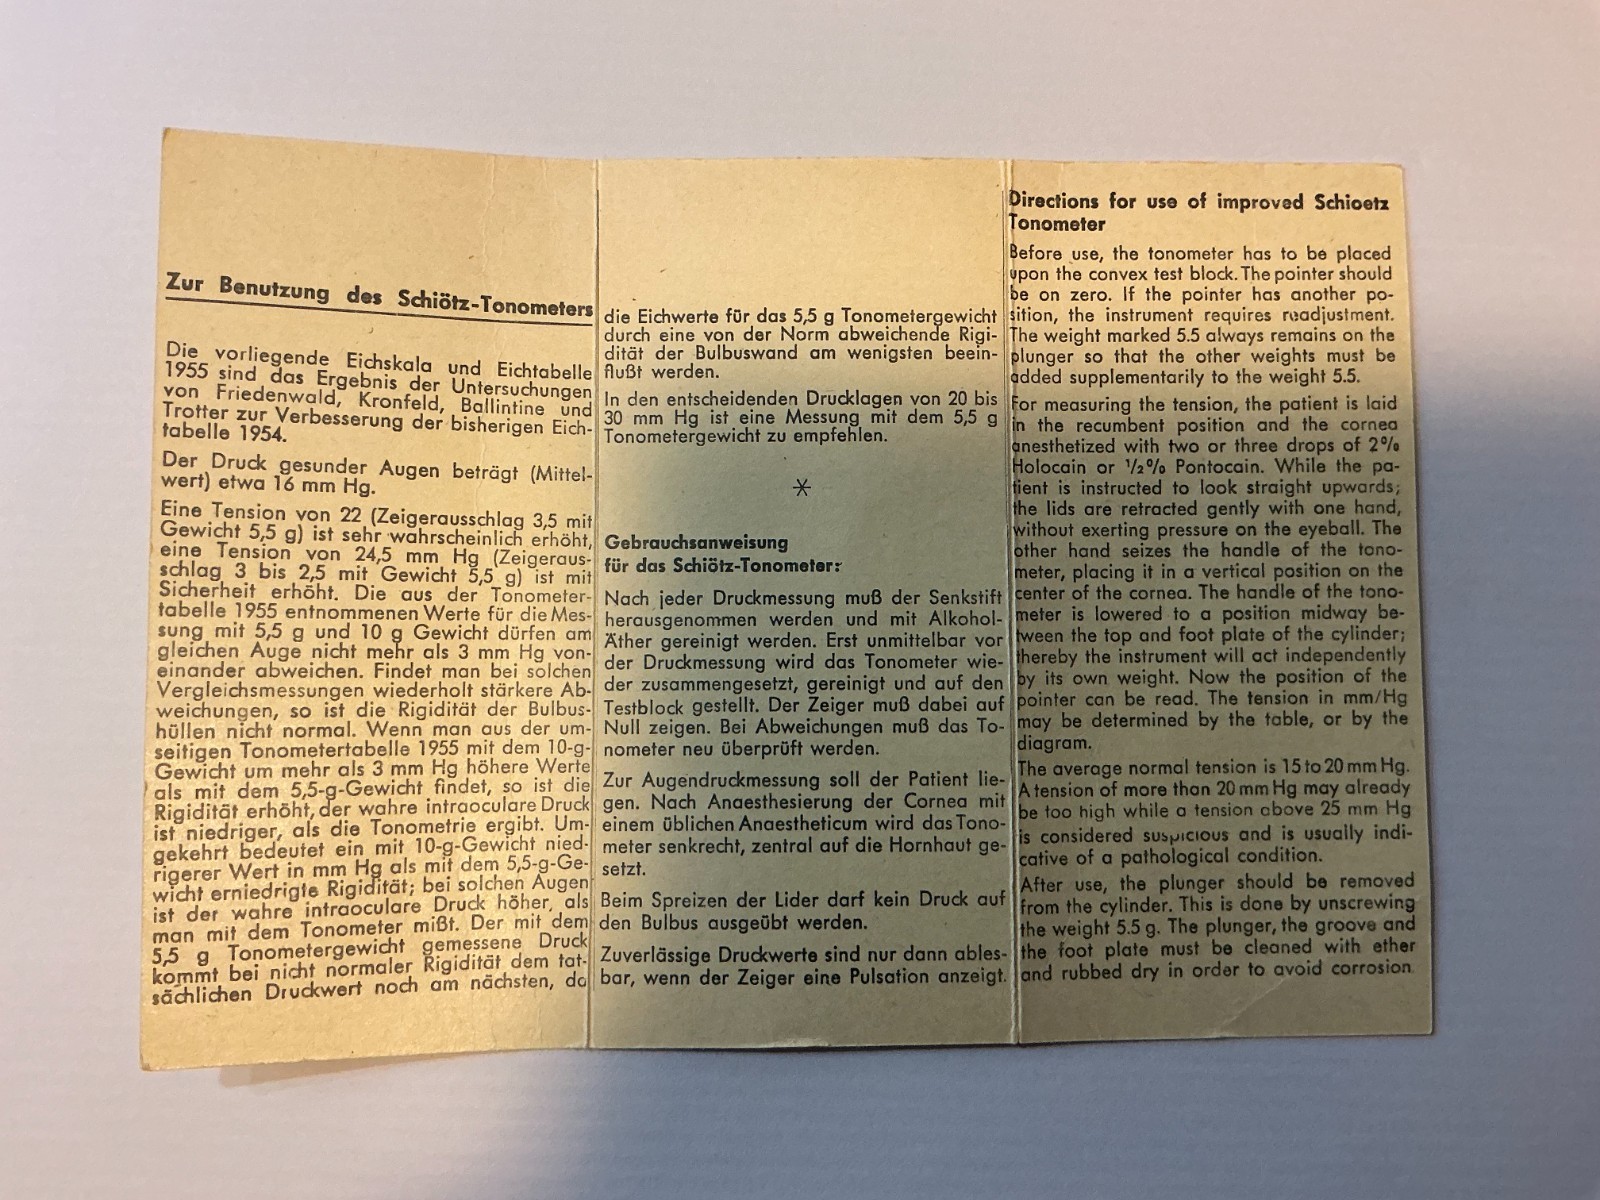 Zur Benutzung des Schiötz-Tonometers
Die vorliegende Eichskala und Eichtabelle
1955 sind das Ergebnis der Untersuchungen
von Friedenwald, Kronfeld, Ballintine und
Trotter zur Verbesserung der bisherigen Eich-
tabelle 1954.
Der Druck gesunder Augen beträgt (Mittel-
wert) etwa 16 mm Hg.
Eine Tension von 22 (Zeigerausschlag 3,5 mit
Gewicht 5,5 g) ist sehr wahrscheinlich erhöht,
eine Tension von 24,5 mm Hg (Zeigeraus-
schlag 3 bis 2,5 mit Gewicht 5,5 g) ist mit
Sicherheit erhöht. Die aus der Tonometer-
tabelle 1955 entnommenen Werte für die Mes-
sung mit 5,5 g und 10 g Gewicht dürfen am
gleichen Auge nicht mehr als 3 mm Hg von-
einander abweichen. Findet man bei solchen
Vergleichsmessungen wiederholt stärkere Ab-
weichungen, so ist die Rigidität der Bulbus-
hüllen nicht normal. Wenn man aus der um-
seitigen Tonometertabelle 1955 mit dem 10-g-
Gewicht um mehr als 3 mm Hg höhere Werte
als mit dem 5,5-g-Gewicht findet, so ist die
Rigidität erhöht, der wahre intraoculare Druck
ist niedriger, als die Tonometrie ergibt. Um-
gekehrt bedeutet ein mit 10-g-Gewicht nied-
rigerer Wert in mm Hg als mit dem 5,5-g-Ge-
wicht erniedrigte Rigidität; bei solchen Augen
ist der wahre intraoculare Druck höher, als
man mit dem Tonometer mißt. Der mit dem
5,5 g Tonometergewicht gemessene Druck
kommt bei nicht normaler Rigidität dem tat-
sächlichen Druckwert noch am nächsten, da
die Eichwerte für das 5,5 g Tonometergewicht
durch eine von der Norm abweichende Rigi-
dität der Bulbuswand am wenigsten beein-
flußt werden.
In den entscheidenden Drucklagen von 20 bis
30 mm Hg ist eine Messung mit dem 5,5 g
Tonometergewicht zu empfehlen.
*
Gebrauchsanweisung
für das Schiötz-Tonometer:
Nach jeder Druckmessung muß der Senkstift
herausgenommen werden und mit Alkohol-
Äther gereinigt werden. Erst unmittelbar vor
der Druckmessung wird das Tonometer wie-
der zusammengesetzt, gereinigt und auf den
Testblock gestellt. Der Zeiger muß dabei auf
Null zeigen. Bei Abweichungen muß das To-
nometer neu überprüft werden.
Zur Augendruckmessung soll der Patient lie-
gen. Nach Anaesthesierung der Cornea mit
einem üblichen Anaestheticum wird das Tono-
meter senkrecht, zentral auf die Hornhaut ge-
setzt.
Beim Spreizen der Lider darf kein Druck auf
den Bulbus ausgeübt werden.
Zuverlässige Druckwerte sind nur dann ables-
bar, wenn der Zeiger eine Pulsation anzeigt.
Directions for use of improved Schioetz
Tonometer
Before use, the tonometer has to be placed
upon the convex test block. The pointer should
be on zero. If the pointer has another po-
sition, the instrument requires readjustment.
The weight marked 5.5 always remains on the
plunger so that the other weights must be
added supplementarily to the weight 5.5.
For measuring the tension, the patient is laid
in the recumbent position and the cornea
anesthetized with two or three drops of 2%
Holocain or ½% Pontocain. While the pa-
tient is instructed to look straight upwards;
the lids are retracted gently with one hand,
without exerting pressure on the eyeball. The
other hand seizes the handle of the tono-
meter, placing it in a vertical position on the
center of the cornea. The handle of the tono-
meter is lowered to a position midway be-
tween the top and foot plate of the cylinder;
thereby the instrument will act independently
by its own weight. Now the position of the
pointer can be read. The tension in mm/Hg
may be determined by the table, or by the
diagram.
The average normal tension is 15 to 20 mm Hg.
A tension of more than 20 mm Hg may already
be too high while a tension above 25 mm Hg
is considered suspicious and is usually indi-
cative of a pathological condition.
After use, the plunger should be removed
from the cylinder. This is done by unscrewing
the weight 5.5 g. The plunger, the groove and
the foot plate must be cleaned with ether
and rubbed dry in order to avoid corrosion